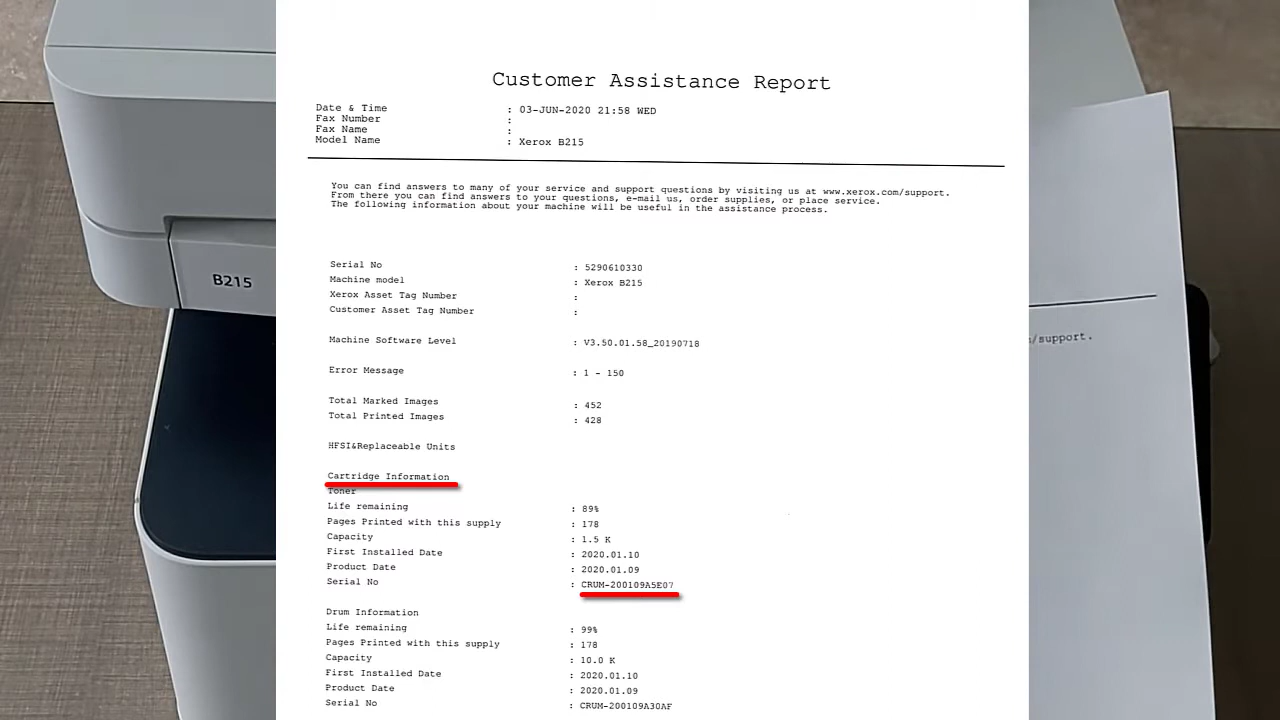 Customer Assistance Report
Date & Time : 03-JUN-2020 21:58 WED
Fax Number :
Fax Name :
Model Name : Xerox B215
You can find answers to many of your service and support questions by visiting us at www.xerox.com/support.
From there you can find answers to your questions, e-mail us, order supplies, or place service.
The following information about your machine will be useful in the assistance process.
Serial No : 5290610330
Machine model : Xerox B215
Xerox Asset Tag Number :
Customer Asset Tag Number :
Machine Software Level : V3.50.01.58_20190718
Error Message : 1 - 150
Total Marked Images : 452
Total Printed Images : 428
HFSI&Replaceable Units
Cartridge Information
Toner
Life remaining : 89%
Pages Printed with this supply : 178
Capacity : 1.5 K
First Installed Date : 2020.01.10
Product Date : 2020.01.09
Serial No : CRUM-200109A5E07
Drum Information
Life remaining : 99%
Pages Printed with this supply : 178
Capacity : 10.0 K
First Installed Date : 2020.01.10
Product Date : 2020.01.09
Serial No : CRUM-200109A30AF
B215
/support.